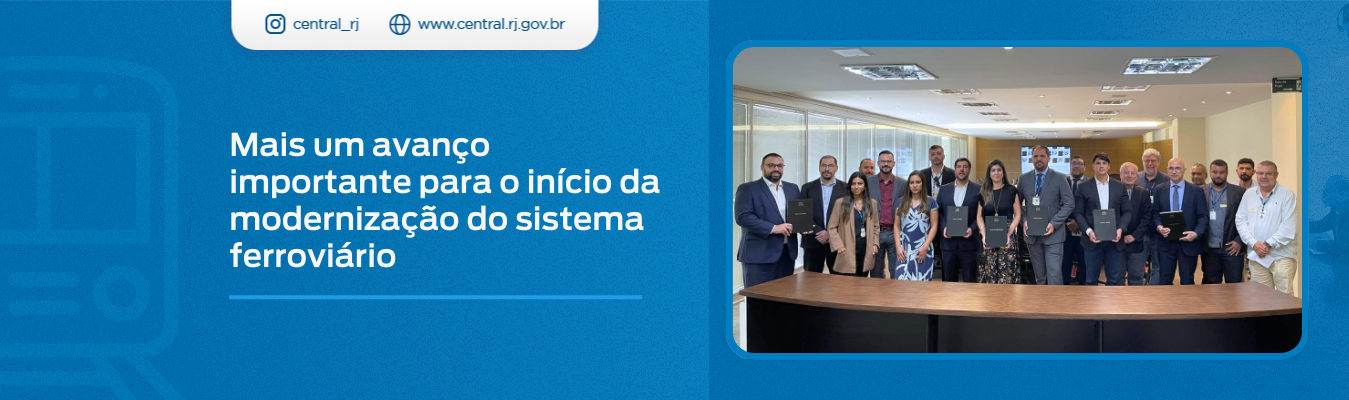 central_rj
www.central.rj.gov.br
Mais um avanço
importante para o início da
modernização do sistema
ferroviário